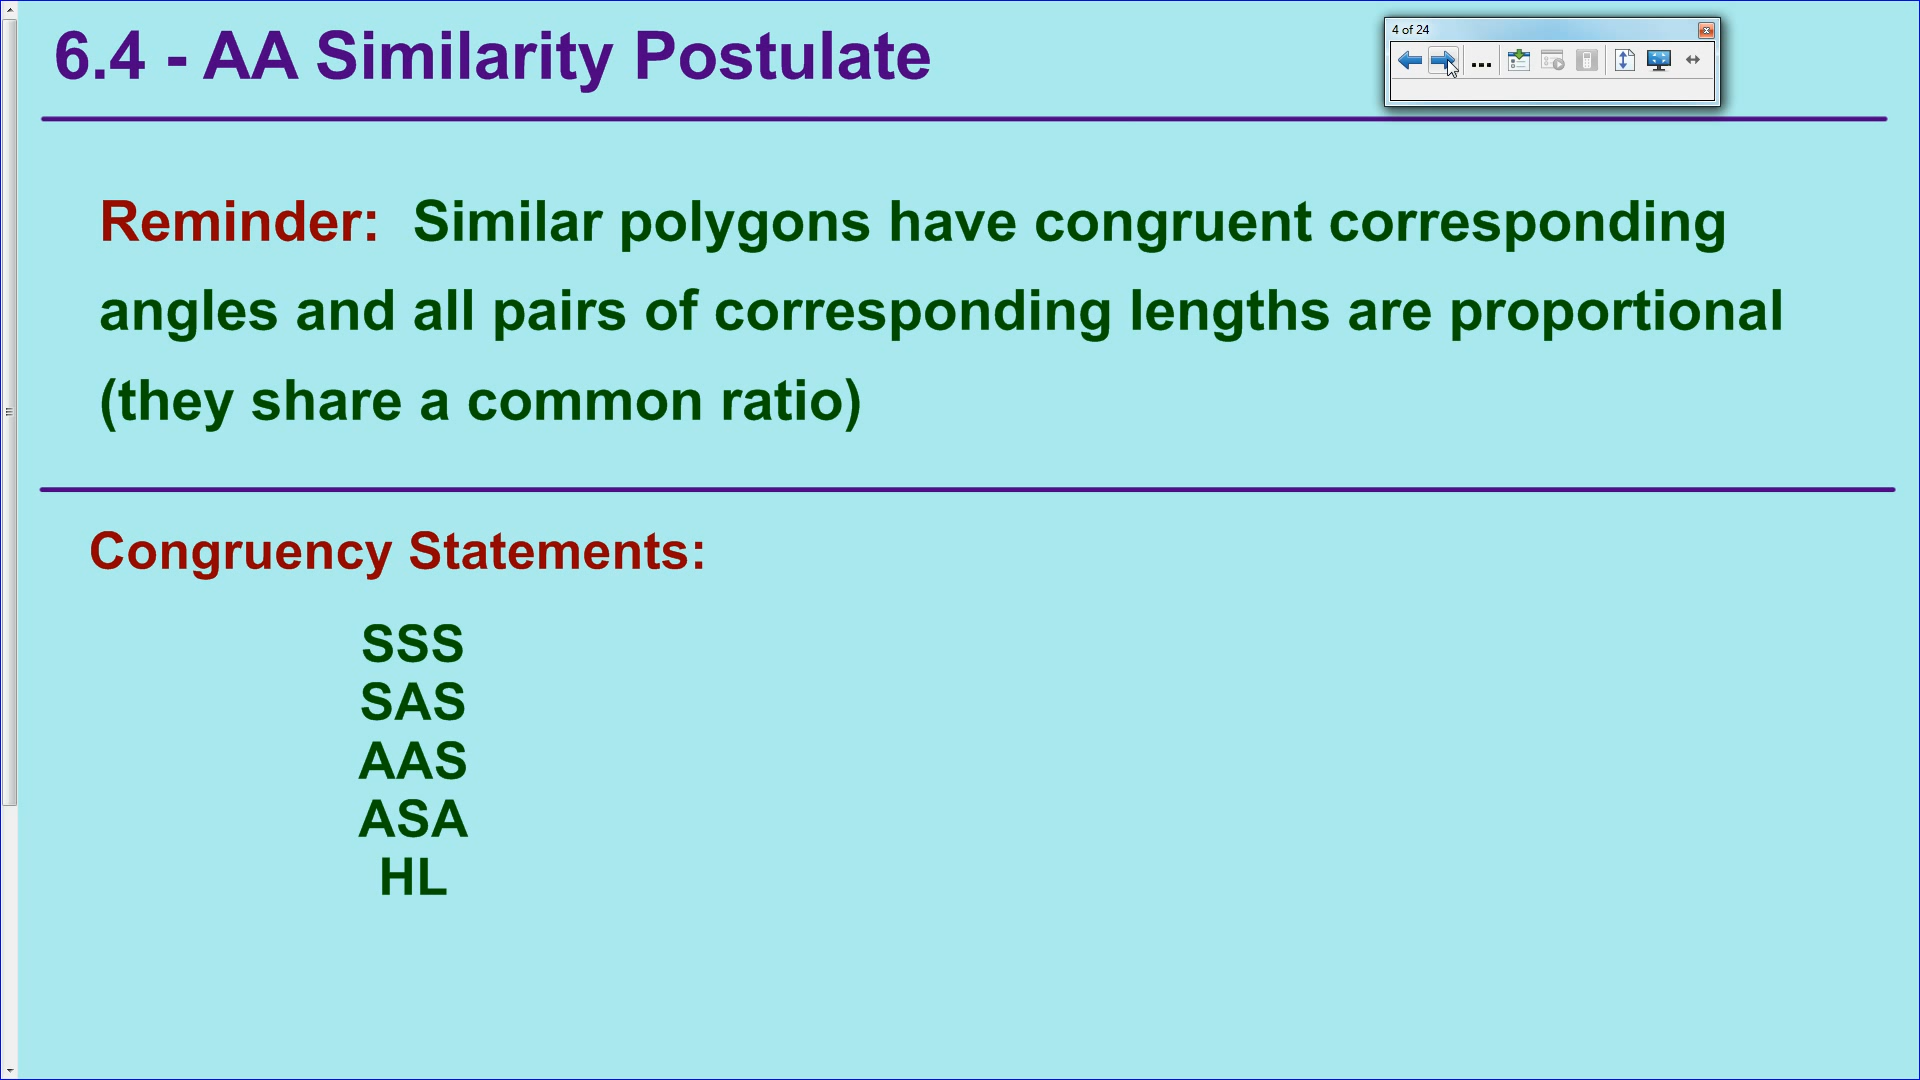 6.4 - AA Similarity Postulate
4 of 24
Reminder: Similar polygons have congruent corresponding
angles and all pairs of corresponding lengths are proportional
(they share a common ratio)
Congruency Statements:
SSS
SAS
AAS
ASA
HL